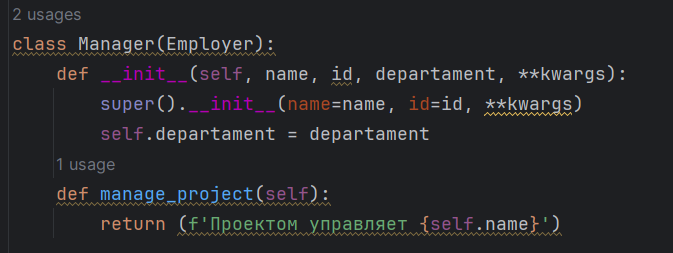 2 usages
class Manager(Employer):
    def __init__(self, name, id, departament, **kwargs):
        super().__init__(name=name, id=id, **kwargs)
        self.departament = departament
    1 usage
    def manage_project(self):
        return (f'Проектом управляет {self.name}')